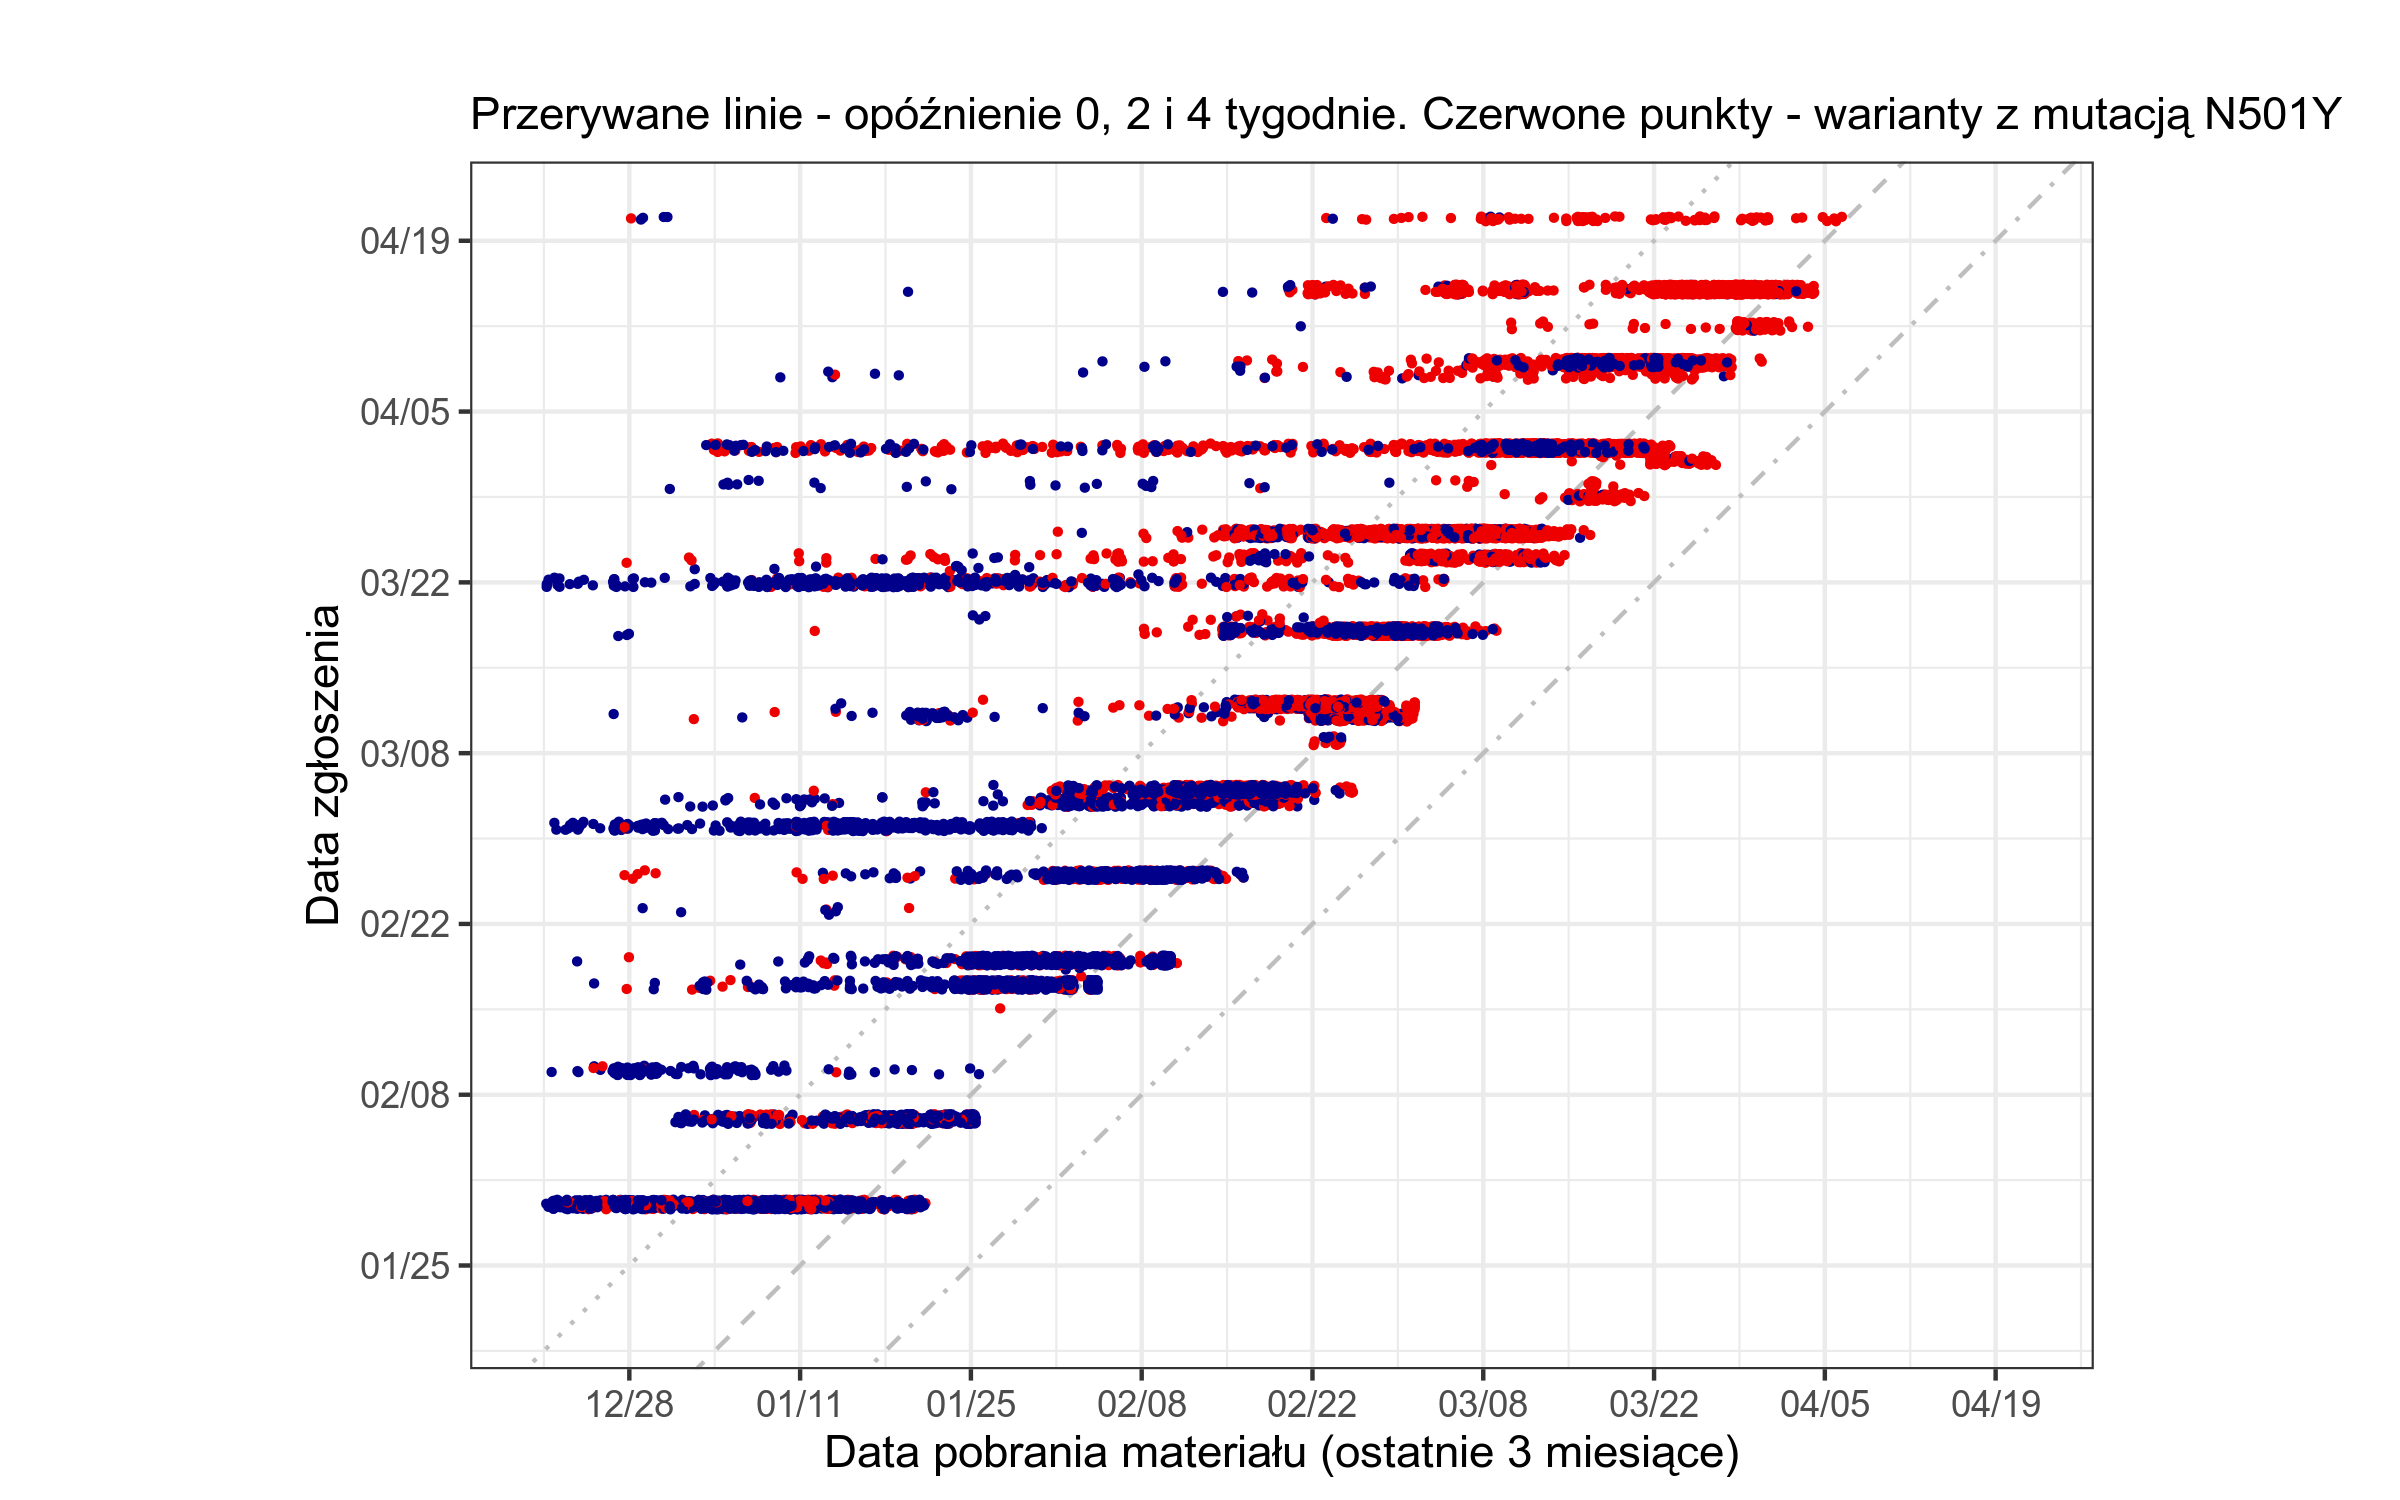 Przerywane linie - opóźnienie 0, 2 i 4 tygodnie. Czerwone punkty - warianty z mutacją N501Y
Data zgłoszenia
04/19
04/05
03/22
03/08
02/22
02/08
01/25
12/28 01/11 01/25 02/08 02/22 03/08 03/22 04/05 04/19
Data pobrania materiału (ostatnie 3 miesiące)